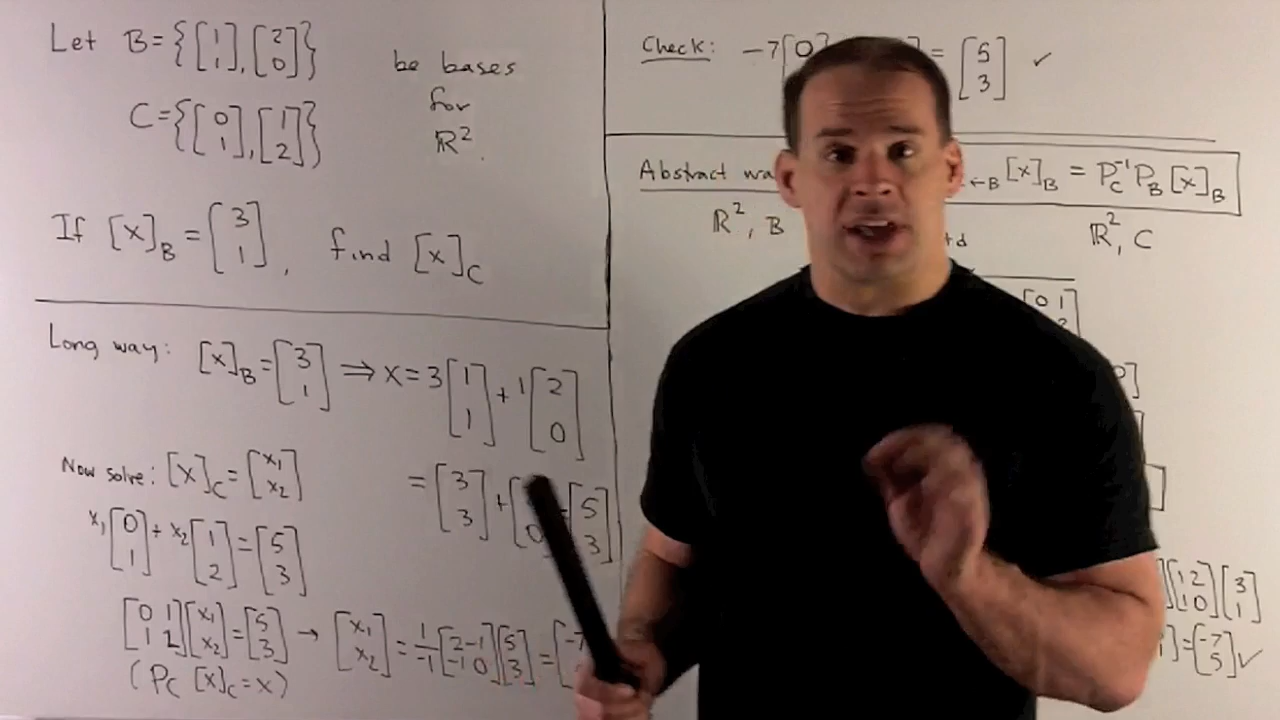 Let B={[1 1],[2 0]} be bases
C={[0 1],[1 2]} for
ℝ².
If [x]_B=[3 1], find [x]_C
Long way: [x]_B=[3 1] ⟹ x=3[1 1]+1[2 0]
=[3 3]+[ 0]=[5 3]
Now solve: [x]_C=[x₁ x₂]
x₁[0 1]+x₂[1 2]=[5 3]
[0 1; 1 2][x₁ x₂]=[5 3] → [x₁ x₂]=1/-1[2 -1; -1 0][5 3]=[-7
(P_C [x]_C=x)
Check: -7[0 =[5 3] ✓
Abstract wa ←B [x]_B = P_C⁻¹P_B[x]_B
ℝ², B ℝ², C
td
[0 1
2]
0]
][1 2; 1 0][3 1]
]=[-7 5]✓